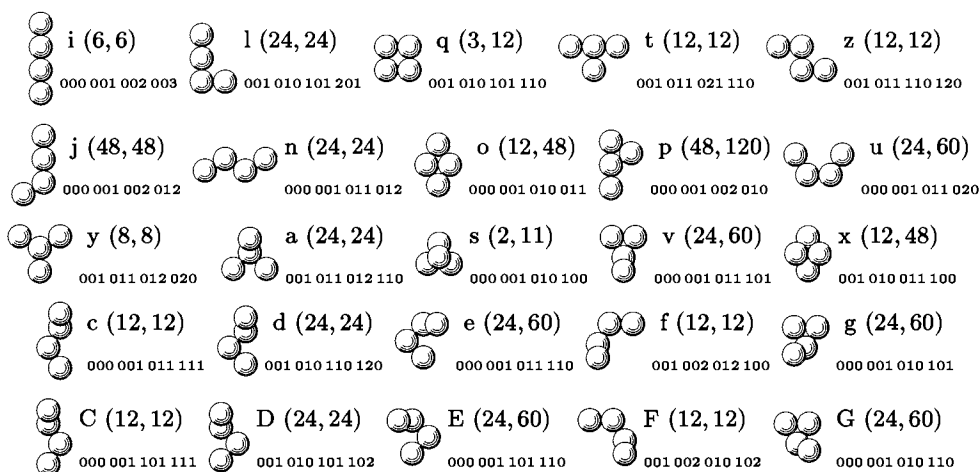 i (6, 6) l (24, 24) q (3, 12) t (12, 12) z (12, 12)
000 001 002 003 001 010 101 201 001 010 101 110 001 011 021 110 001 011 110 120
j (48, 48) n (24, 24) o (12, 48) p (48, 120) u (24, 60)
000 001 002 012 000 001 011 012 000 001 010 011 000 001 002 010 000 001 011 020
y (8, 8) a (24, 24) s (2, 11) v (24, 60) x (12, 48)
001 011 012 020 001 011 012 110 000 001 010 100 000 001 011 101 001 010 011 100
c (12, 12) d (24, 24) e (24, 60) f (12, 12) g (24, 60)
000 001 011 111 001 010 110 120 000 001 011 110 001 002 012 100 000 001 010 101
C (12, 12) D (24, 24) E (24, 60) F (12, 12) G (24, 60)
000 001 101 111 001 010 101 102 000 001 101 110 001 002 010 102 000 001 010 110